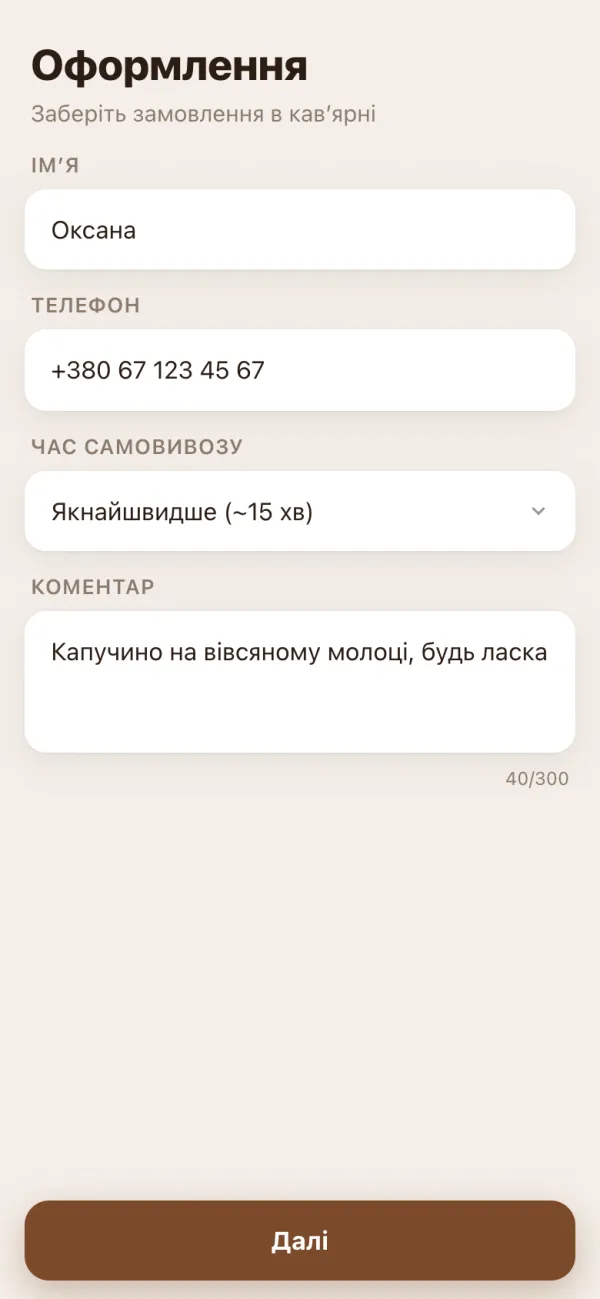 Оформлення
Заберіть замовлення в кав’ярні
ІМ’Я
Оксана
ТЕЛЕФОН
+380 67 123 45 67
ЧАС САМОВИВОЗУ
Якнайшвидше (~15 хв)
КОМЕНТАР
Капучино на вівсяному молоці, будь ласка
40/300
Далі